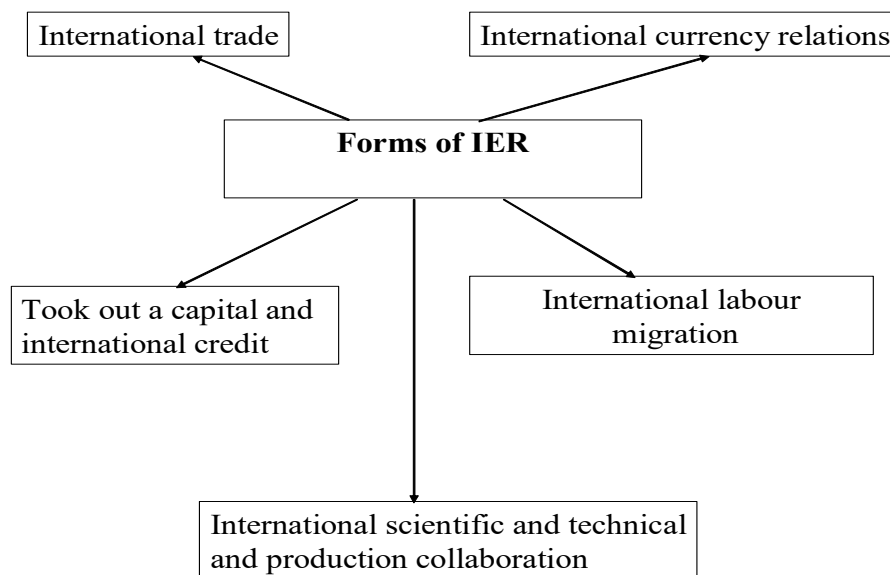 International trade
International currency relations
Forms of IER
Took out a capital and
international credit
International labour
migration
International scientific and technical
and production collaboration